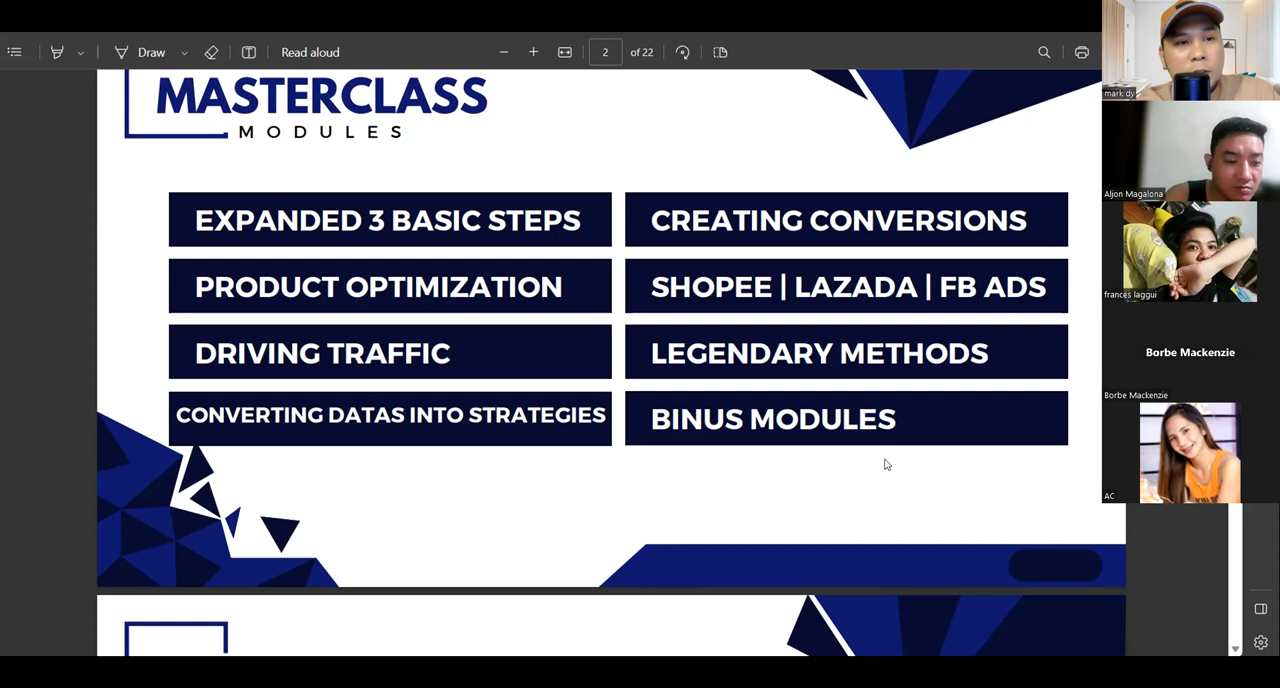 Draw
Read aloud
2
of 22
MASTERCLASS
MODULES
EXPANDED 3 BASIC STEPS
CREATING CONVERSIONS
PRODUCT OPTIMIZATION
SHOPEE | LAZADA | FB ADS
DRIVING TRAFFIC
LEGENDARY METHODS
CONVERTING DATAS INTO STRATEGIES
BINUS MODULES
mark dy
Aljon Magalona
frances laggui
Borbe Mackenzie
Borbe Mackenzie
AC